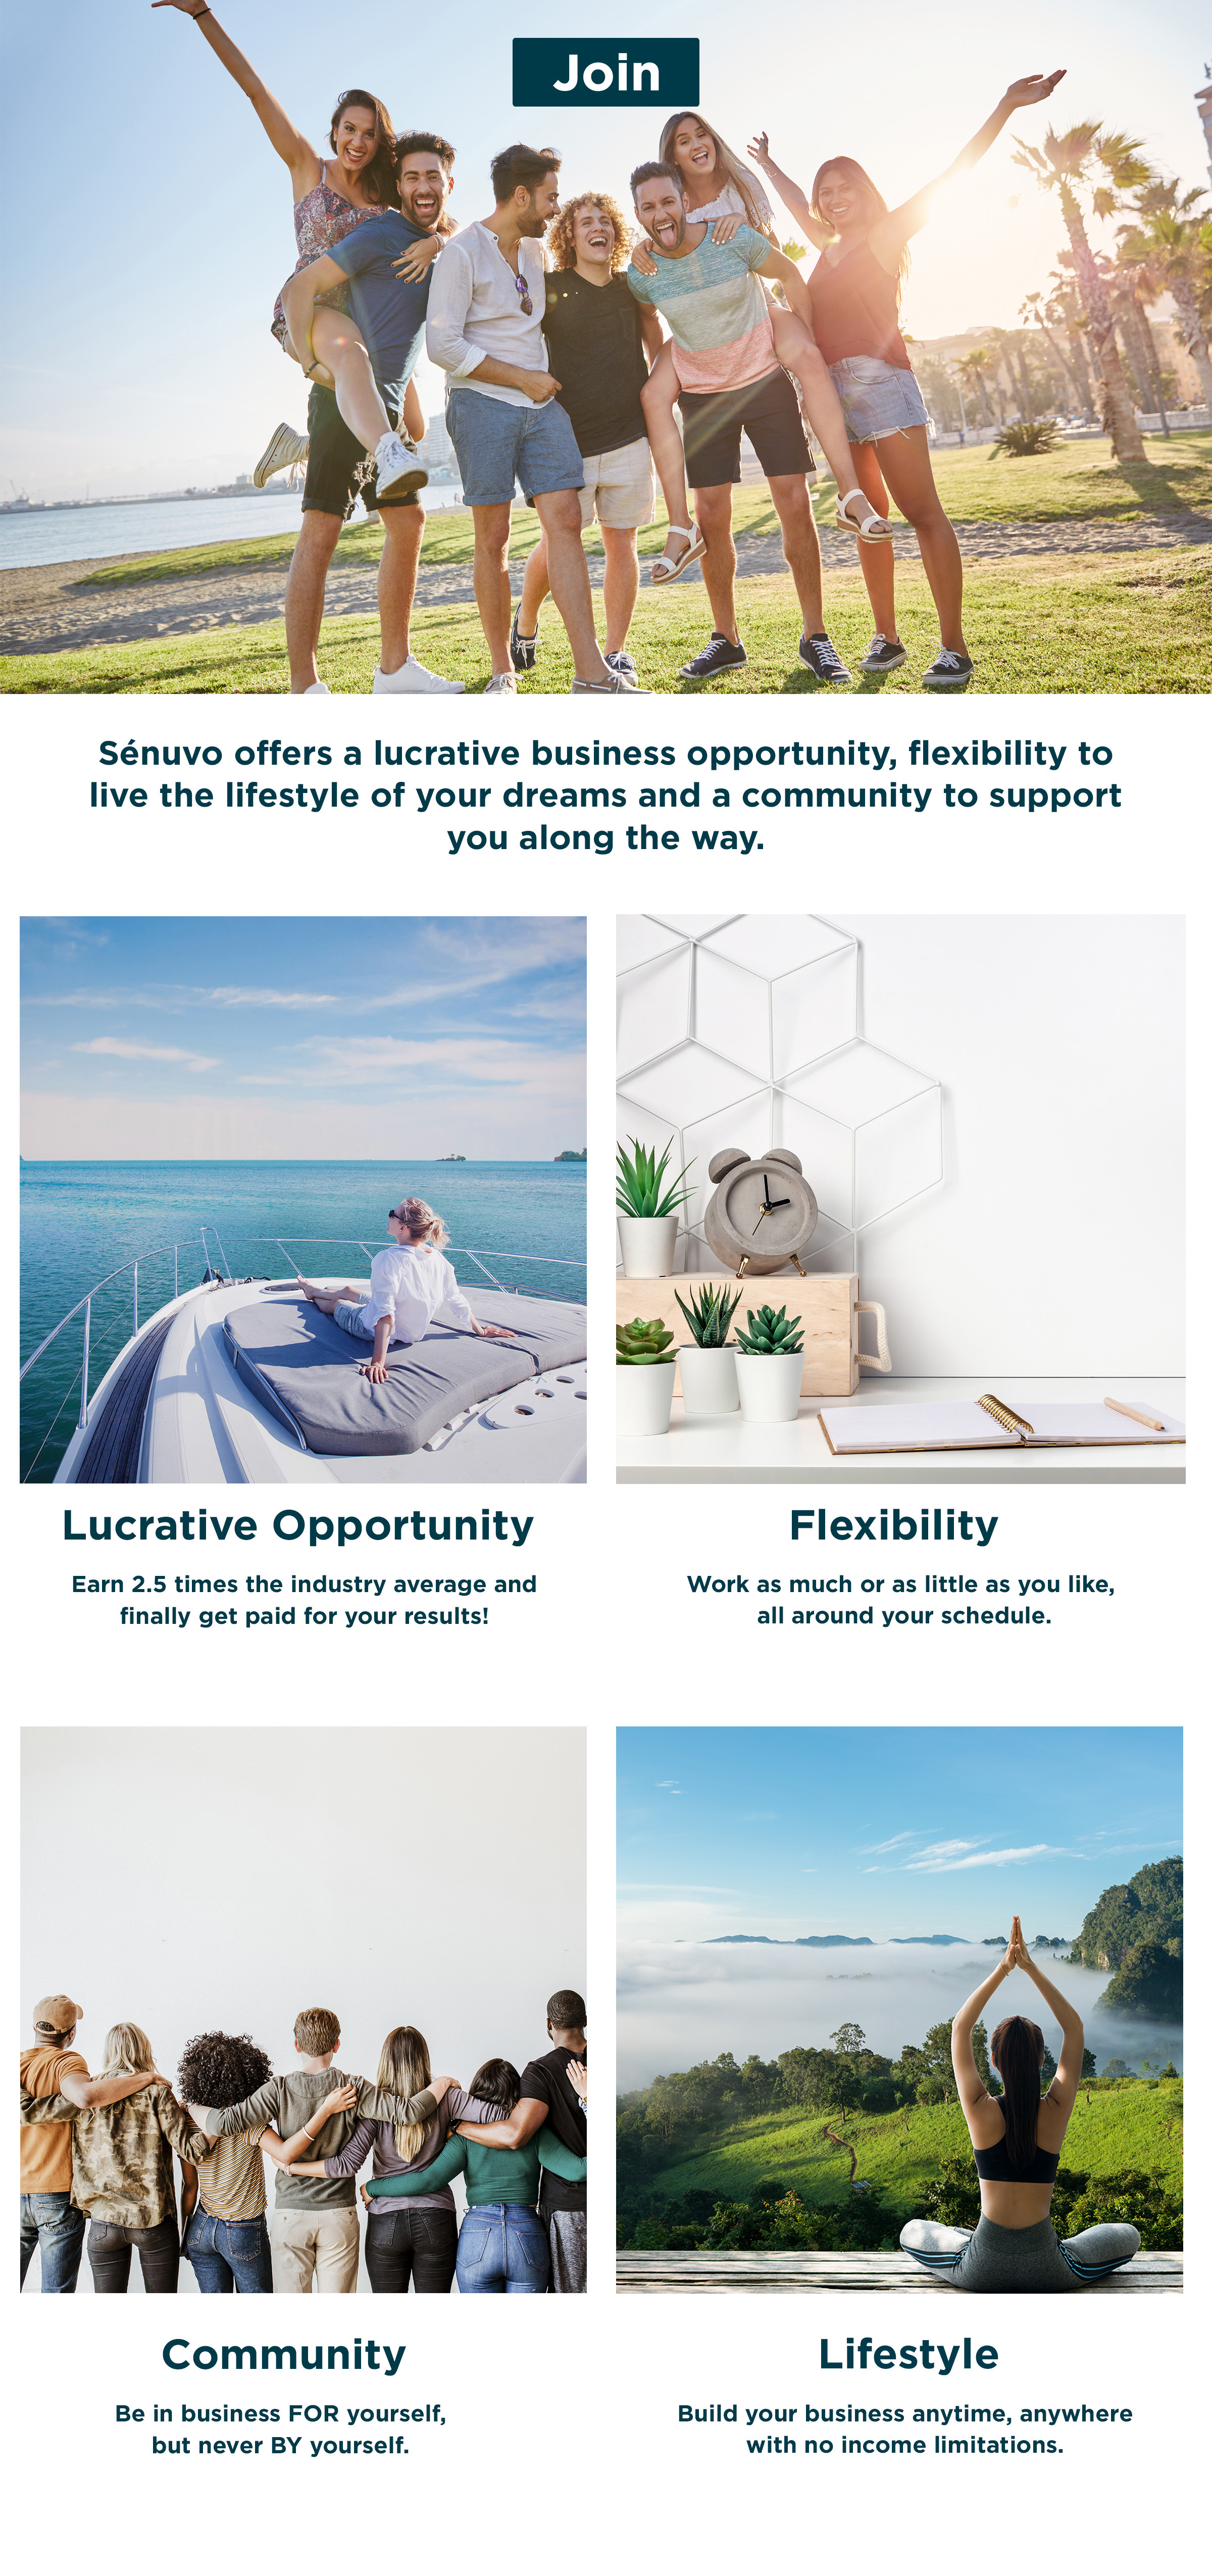 Join
Sénuvo offers a lucrative business opportunity, flexibility to
live the lifestyle of your dreams and a community to support
you along the way.
Lucrative Opportunity
Earn 2.5 times the industry average and
finally get paid for your results!
Flexibility
Work as much or as little as you like,
all around your schedule.
Community
Be in business FOR yourself,
but never BY yourself.
Lifestyle
Build your business anytime, anywhere
with no income limitations.